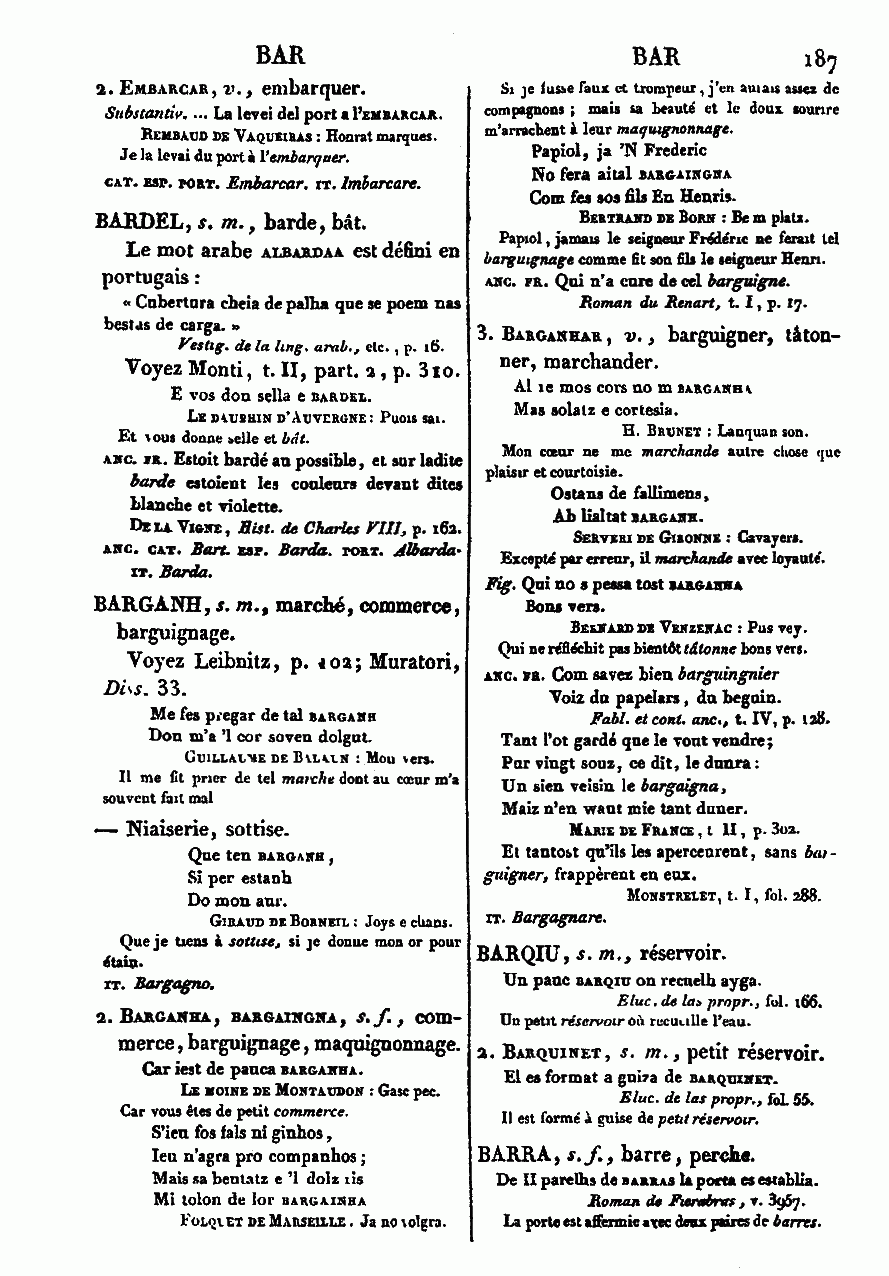 BAR
BAR 187
2. EMBARCAR, v., embarquer.
Substantiv. ... La levei del port a l'EMBARCAR.
REMBAUD DE VAQUEIRAS : Honrat marques.
Je la levai du port à l'embarquer.
CAT. ESP. PORT. Embarcar. IT. Imbarcare.
BARDEL, s. m., barde, bât.
Le mot arabe ALBARDAA est défini en
portugais :
« Cubertura cheia de palha que se poem nas
bestas de carga. »
Vestig. de la ling. arab., etc., p. 16.
Voyez Monti, t. II, part. 2, p. 310.
E vos don sella e BARDEL.
LE DAUPHIN D'AUVERGNE : Puois sai.
Et vous donne selle et bât.
ANC. FR. Estoit bardé au possible, et sur ladite
barde estoient les couleurs devant dites
blanche et violette.
DE LA VIGNE, Hist. de Charles VIII, p. 162.
ANC. CAT. Bart. ESP. Barda. PORT. Albarda.
IT. Barda.
BARGANH, s. m., marché, commerce,
barguignage.
Voyez Leibnitz, p. 102; Muratori,
Diss. 33.
Me fes pregar de tal BARGANH
Don m'a 'l cor soven dolgut.
GUILLAUME DE BALAUN : Mou vers.
Il me fit prier de tel marche dont au cœur m'a
souvent fait mal
— Niaiserie, sottise.
Que ten BARGANH,
Si per estanh
Do mon aur.
GIRAUD DE BORNEIL : Joys e chans.
Que je tiens à sottise, si je donne mon or pour
étain.
IT. Bargagno.
2. BARGANHA, BARGAINGNA, s. f., com-
merce, barguignage, maquignonnage.
Car iest de pauca BARGANHA.
LE MOINE DE MONTAUDON : Gasc pec.
Car vous êtes de petit commerce.
S'ieu fos fals ni ginhos,
Ieu n'agra pro companhos;
Mais sa beutatz e 'l dolz ris
Mi tolon de lor BARGAINHA
FOLQUET DE MARSEILLE. Ja no volgra.
Si je fusse faux et trompeur, j'en aurais assez de
compagnons; mais sa beauté et le doux sourire
m'arrachent à leur maquignonnage.
Papiol, ja 'N Frederic
No fera aital BARGAINGNA
Com fes sos fils En Henris.
BERTRAND DE BORN : Be m platz.
Papiol, jamais le seigneur Frédéric ne ferait tel
barguignage comme fit son fils le seigneur Henri.
ANC. FR. Qui n'a cure de cel barguigne.
Roman du Renart, t. I, p. 17.
3. BARGANHAR, v., barguigner, tâton-
ner, marchander.
Al re mos cors no m BARGANHA
Mas solatz e cortesia.
H. BRUNET : Lanquan son.
Mon cœur ne me marchande autre chose que
plaisir et courtoisie.
Ostans de fallimens,
Ab lialtat BARGANH.
SERVERI DE GIRONNE : Cavayers.
Excepté par erreur, il marchande avec loyauté.
Fig. Qui no s pessa tost BARGANHA
Bons vers.
BERNARD DE VENZENAC : Pus vey.
Qui ne réfléchit pas bientôt tâtonne bons vers.
ANC. FR. Com savez bien barguingnier
Voiz du papelars, du beguin.
Fabl. et cont. anc., t. IV, p. 128.
Tant l'ot gardé que le vout vendre;
Pur vingt souz, ce dit, le dunra:
Un sien veisin le bargaigna,
Maiz n'en want mie tant duner.
MARIE DE FRANCE, t II, p. 302.
Et tantost qu'ils les apercenrent, sans bar-
guigner, frappèrent en eux.
MONSTRELET, t. I, fol. 288.
IT. Bargagnare.
BARQIU, s. m., réservoir.
Un pauc BARQIU on recuelh ayga.
Eluc. de las propr., fol. 166.
Un petit réservoir où recueille l'eau.
2. BARQUINET, s. m., petit réservoir.
El es format a guiza de BARQUINET.
Eluc. de las propr., fol. 55.
Il est formé à guise de petit réservoir.
BARRA, s. f., barre, perche.
De II parelhs de BARRAS la porta es establia.
Roman de Fierabras, v. 3957.
La porte est affermie avec deux paires de barres.